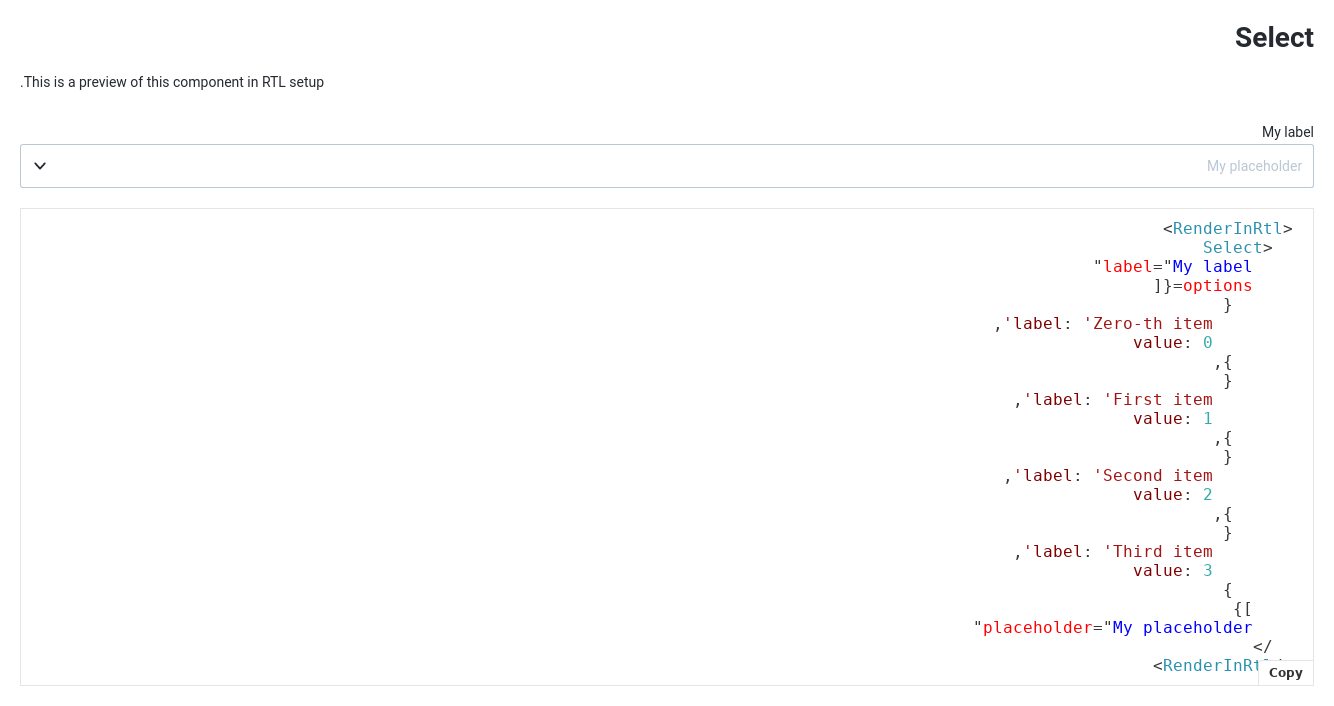 Select
.This is a preview of this component in RTL setup
My label
My placeholder
<RenderInRtl>
Select>
"label="My label
]}=options
}
,'label: 'Zero-th item
value: 0
,{
}
,'label: 'First item
value: 1
,{
}
,'label: 'Second item
value: 2
,{
}
,'label: 'Third item
value: 3
{
{[
"placeholder="My placeholder
</
<RenderInRtl/
Copy